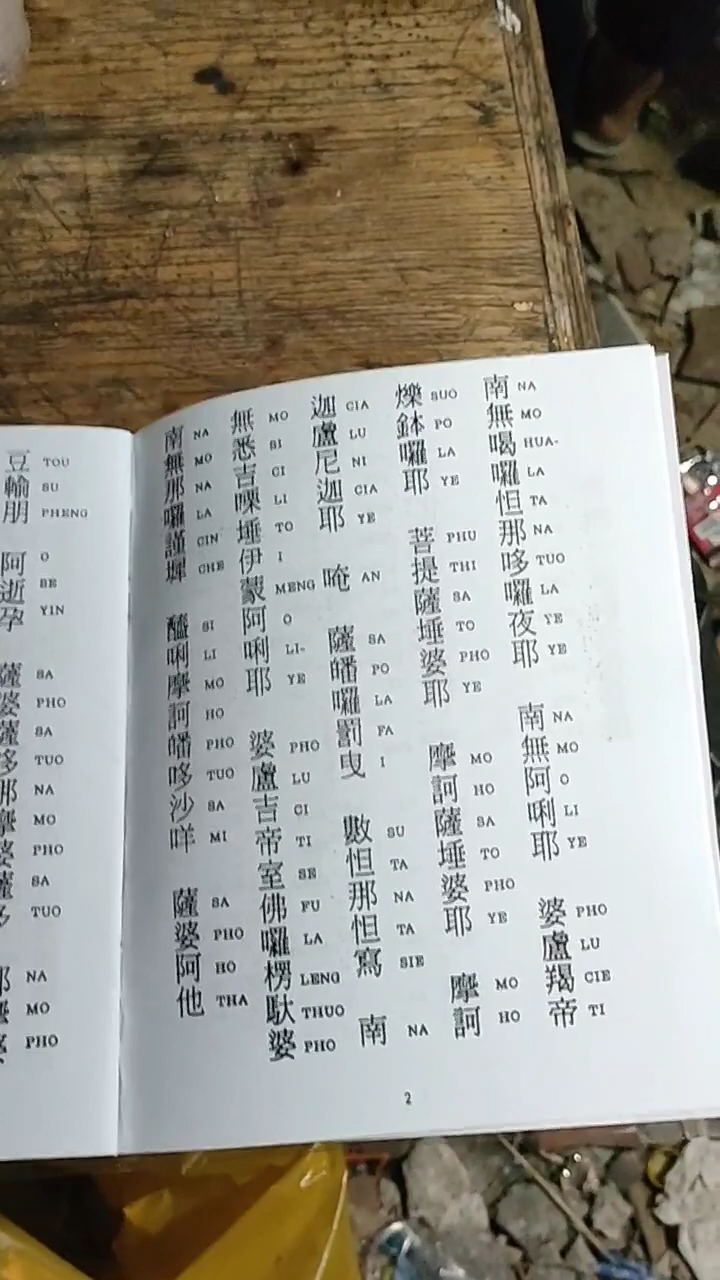 南無喝囉怛那哆囉夜耶 南無阿唎耶 婆盧羯帝
NA MO HUA- LA TA NA TUO LA YE YE NA MO O LI YE PHO LU CIE TI
爍鉢囉耶 菩提薩埵婆耶 摩訶薩埵婆耶 摩訶
SUO PO LA YE PHU THI SA TO PHO YE MO HO SA TO PHO YE MO HO
迦盧尼迦耶 唵 薩皤囉罰曳 數怛那怛寫 南
CIA LU NI CIA YE AN SA PO LA FA I SU TA NA TA SIE NA
無悉吉㗚埵伊蒙阿唎耶 婆盧吉帝室佛囉楞馱婆
MO SI CI LI TO I MENG O LI- YE PHO LU CI TI SE FU LA LENG THUO PHO
南無那囉謹墀 醯唎摩訶皤哆沙咩 薩婆阿他
NA MO NA LA CIN CHE SI LI MO HO PHO TUO SA MI SA PHO HO THA
2
豆輸朋 阿逝孕 薩婆薩哆那摩婆薩哆 那摩婆
TOU SU PHENG O SE YIN SA PHO SA TUO NA MO PHO SA TUO NA MO PHO